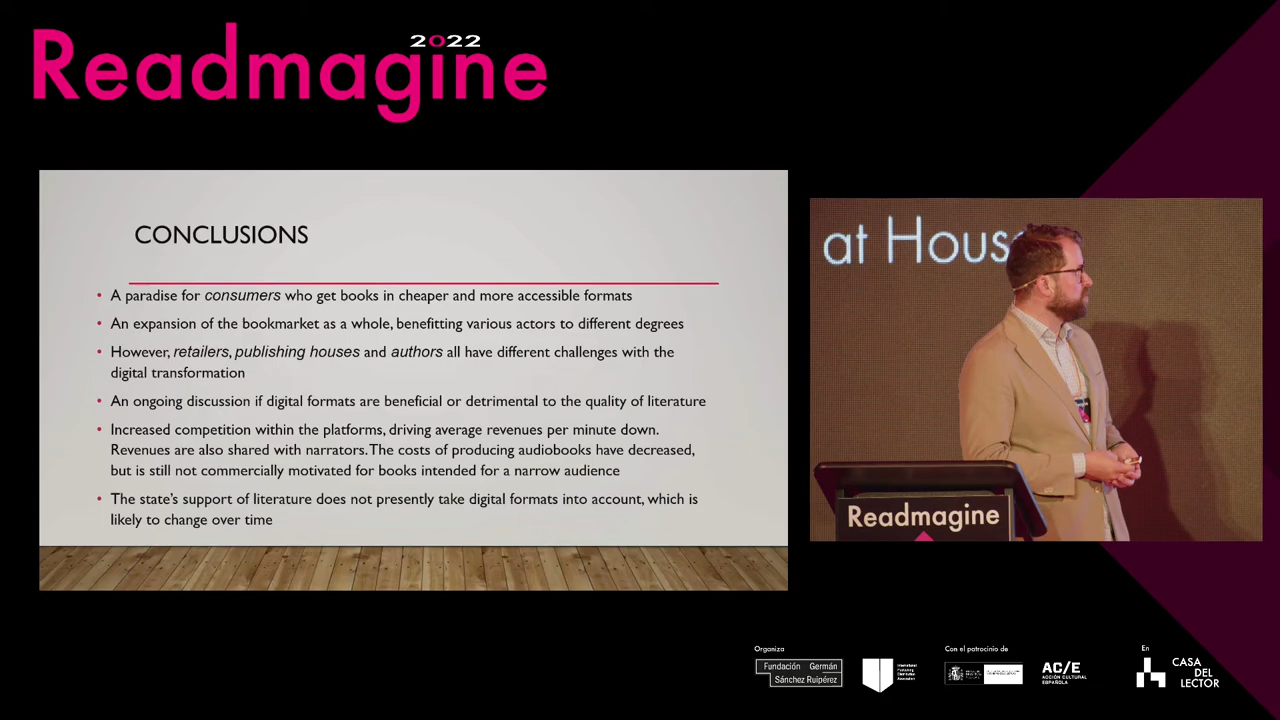 2022
Readmagine
CONCLUSIONS
• A paradise for consumers who get books in cheaper and more accessible formats
• An expansion of the bookmarket as a whole, benefitting various actors to different degrees
• However, retailers, publishing houses and authors all have different challenges with the
digital transformation
• An ongoing discussion if digital formats are beneficial or detrimental to the quality of literature
• Increased competition within the platforms, driving average revenues per minute down.
Revenues are also shared with narrators. The costs of producing audiobooks have decreased,
but is still not commercially motivated for books intended for a narrow audience
• The state's support of literature does not presently take digital formats into account, which is
likely to change over time
at Hous
Readmagine
Organiza
Fundación Germán
Sánchez Ruipérez
Con el patrocinio de
AC/E
ACCIÓN CULTURAL
ESPAÑOLA
En
CASA
DEL
LECTOR